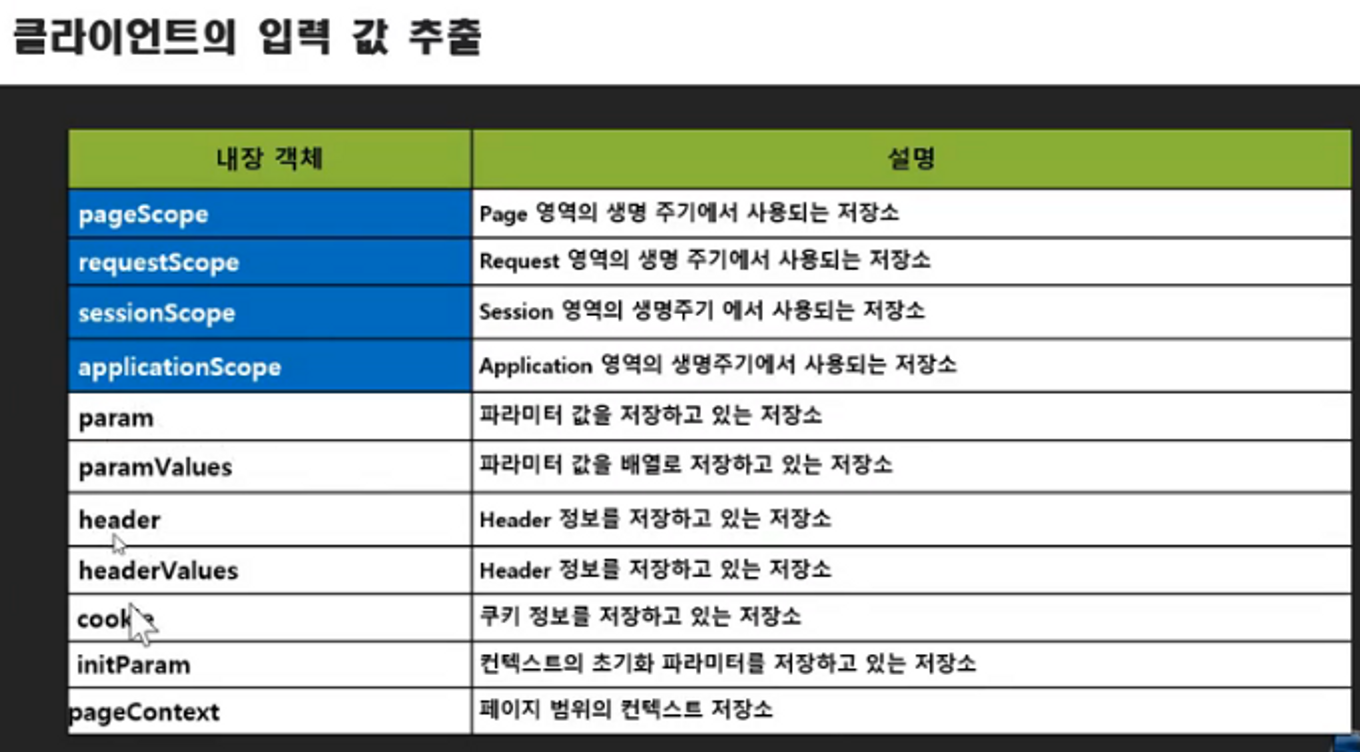 클라이언트의 입력 값 추출
내장 객체 설명
pageScope Page 영역의 생명 주기에서 사용되는 저장소
requestScope Request 영역의 생명 주기에서 사용되는 저장소
sessionScope Session 영역의 생명주기 에서 사용되는 저장소
applicationScope Application 영역의 생명주기에서 사용되는 저장소
param 파라미터 값을 저장하고 있는 저장소
paramValues 파라미터 값을 배열로 저장하고 있는 저장소
header Header 정보를 저장하고 있는 저장소
headerValues Header 정보를 저장하고 있는 저장소
cookie 쿠키 정보를 저장하고 있는 저장소
initParam 컨텍스트의 초기화 파라미터를 저장하고 있는 저장소
pageContext 페이지 범위의 컨텍스트 저장소